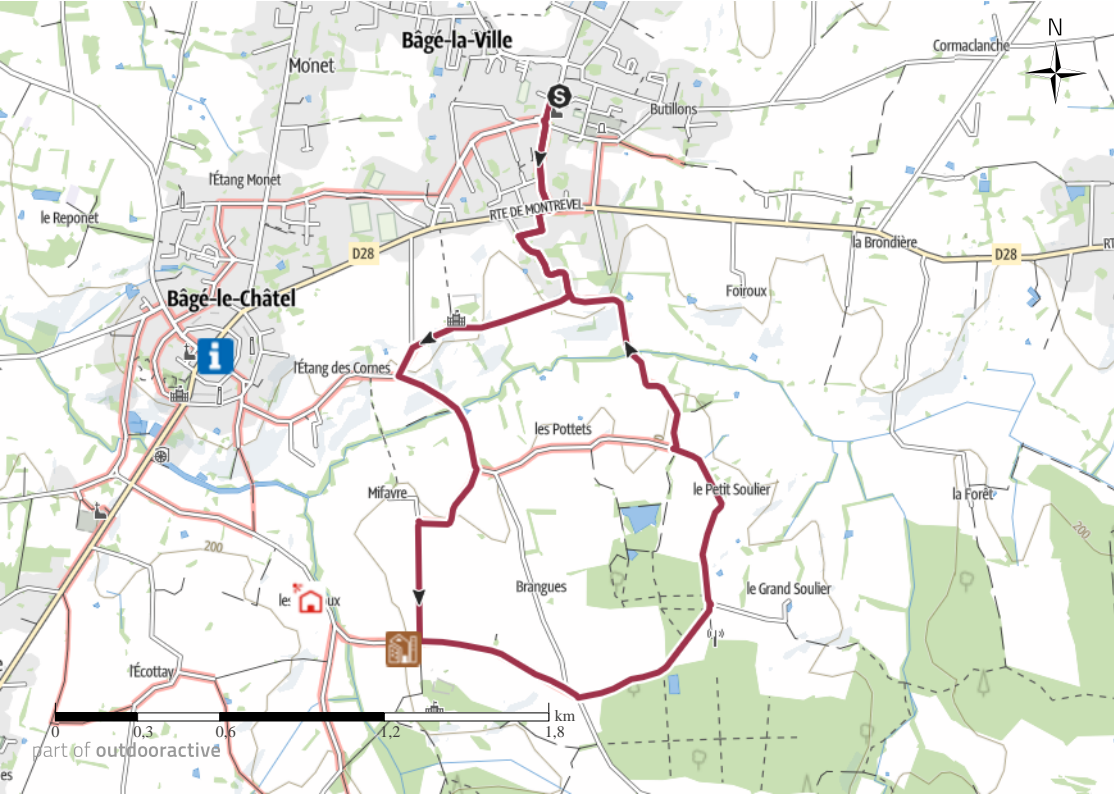 N
Bâgé-la-Ville
Cormaclanche
Monet
S
Butillons
l'Étang Monet
le Reponet
RTE DE MONTREVEL
la Brondière
D28
D28
RT
Foiroux
Bâgé-le-Châtel
i
l'Étang des Cornes
les Pottets
Mifavre
le Petit Soulier
la Forêt
200
200
Brangues
le Grand Soulier
les
ux
l'Écottay
e
0
0,3
0,6
1,2
1,8
km
part of outdooractive
es